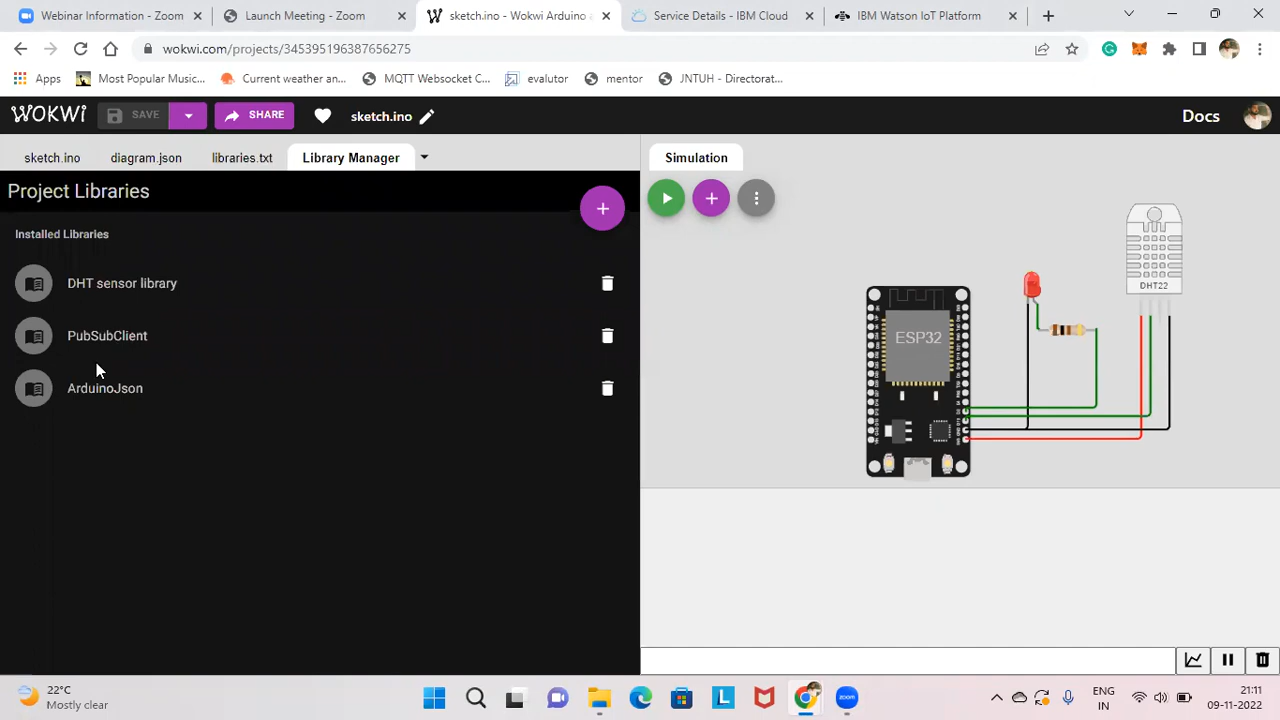 Webinar Information - Zoom
Launch Meeting - Zoom
sketch.ino - Wokwi Arduino a
Service Details - IBM Cloud
IBM Watson IoT Platform
wokwi.com/projects/345395196387656275
Apps
Most Popular Music...
Current weather an...
MQTT Websocket C...
evalutor
mentor
JNTUH - Directorat...
WOKWi
SAVE
SHARE
sketch.ino
Docs
sketch.ino
diagram.json
libraries.txt
Library Manager
Simulation
Project Libraries
Installed Libraries
DHT sensor library
PubSubClient
ArduinoJson
DHT22
ESP32
22°C
Mostly clear
ENG
IN
21:11
09-11-2022